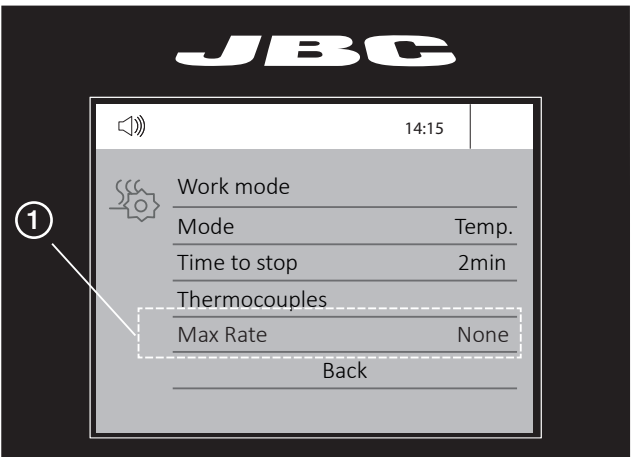 JBC
14:15
Work mode
Mode Temp.
Time to stop 2min
Thermocouples
1
Max Rate None
Back